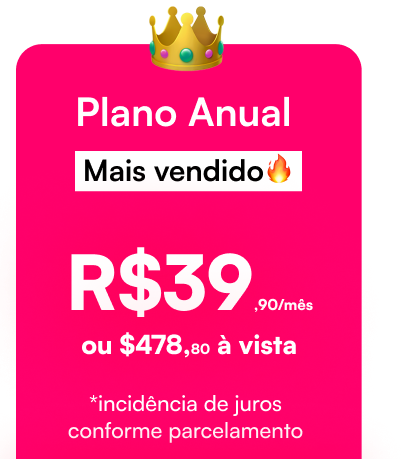 Plano Anual
Mais vendido🔥
R$39,90/mês
ou $478,80 à vista
*incidência de juros
conforme parcelamento